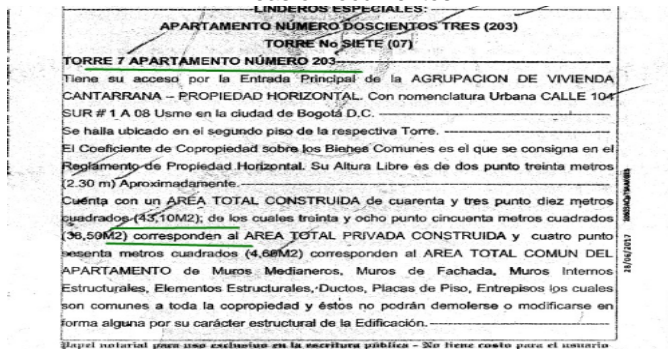 LINDEROS ESPECIALES:
APARTAMENTO NÚMERO DOSCIENTOS TRES (203)
TORRE No SIETE (07)
TORRE 7 APARTAMENTO NÚMERO 203
Tiene su acceso por la Entrada Principal de la AGRUPACION DE VIVIENDA
CANTARRANA – PROPIEDAD HORIZONTAL. Con nomenclatura Urbana CALLE 104
SUR # 1 A 08 Usme en la ciudad de Bogotá D.C.
Se halla ubicado en el segundo piso de la respectiva Torre.
El Coeficiente de Copropiedad sobre los Bienes Comunes es el que se consigna en el
Reglamento de Propiedad Horizontal. Su Altura Libre es de dos punto treinta metros
(2.30 m) Aproximadamente.
Cuenta con un AREA TOTAL CONSTRUIDA de cuarenta y tres punto diez metros
cuadrados (43,10M2); de los cuales treinta y ocho punto cincuenta metros cuadrados
(38,50M2) corresponden al AREA TOTAL PRIVADA CONSTRUIDA y cuatro punto
sesenta metros cuadrados (4,60M2) corresponden al AREA TOTAL COMUN DEL
APARTAMENTO de Muros Medianeros, Muros de Fachada, Muros Internos
Estructurales, Elementos Estructurales, Ductos, Placas de Piso, Entrepisos los cuales
son comunes a toda la copropiedad y éstos no podrán demolerse o modificarse en
forma alguna por su carácter estructural de la Edificación.
Papel notarial para uso exclusivo en la escritura pública - No tiene costo para el usuario
28/06/2017